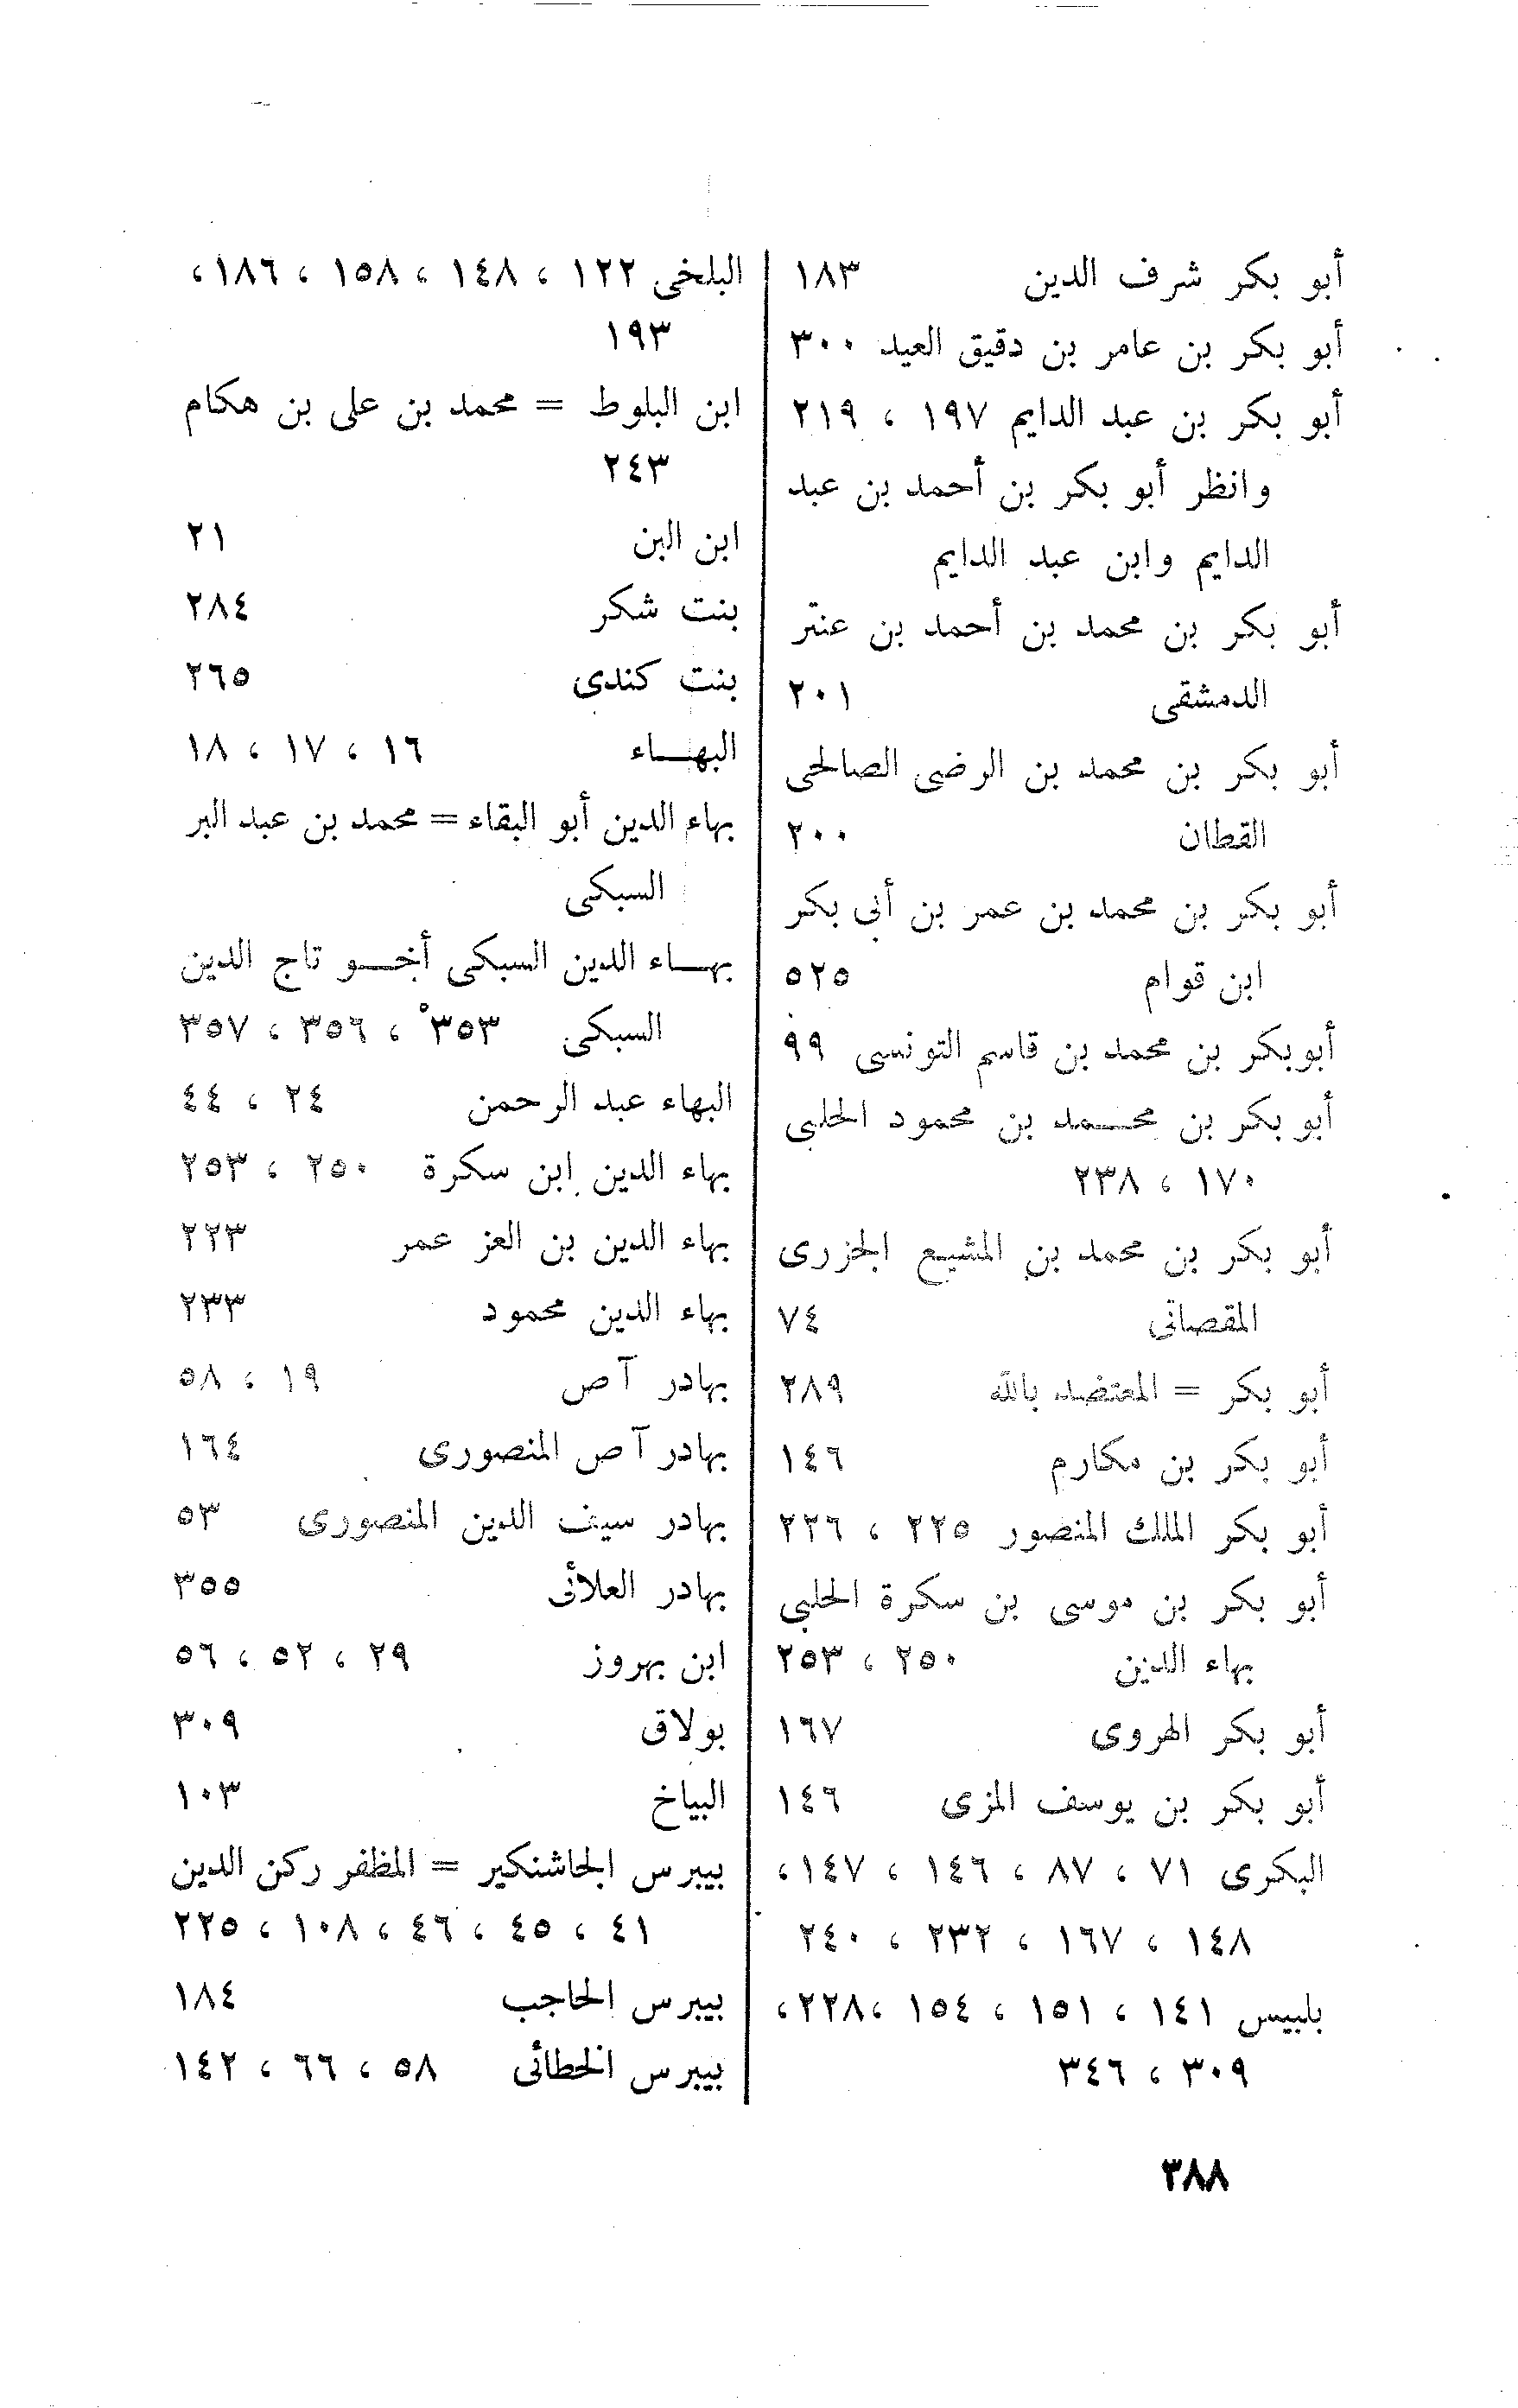 أبو بكر شرف الدين ١٨٣
أبو بكر بن عامر بن دقيق العيد ٣٠٠
أبو بكر بن عبد الدايم ١٩٧ ، ٢١٩
وانظر أبو بكر بن أحمد بن عبد
الدايم وابن عبد الدايم
أبو بكر بن محمد بن أحمد بن عنتر
الدمشقى ٢٠١
أبو بكر بن محمد بن الرضى الصالحى
القطان ٢٠٠
أبو بكر بن محمد بن عمر بن أبى بكر
ابن قوام ٥٢٥
أبوبكر بن محمد بن قاسم التونسى ٩٩
أبو بكر بن محمد بن محمود الحلبى
١٧٠ ، ٢٣٨
أبو بكر بن محمد بن المشيع الجزرى
المقصاتى ٧٤
أبو بكر = المعتضد بالله ٢٨٩
أبو بكر بن مكارم ١٤٦
أبو بكر الملك المنصور ٢٢٥ ، ٢٢٦
أبو بكر بن موسى بن سكرة الحلبى
بهاء الدين ٢٥٠ ، ٢٥٣
أبو بكر الهروى ١٦٧
أبو بكر بن يوسف المزى ١٤٦
البكرى ٧١ ، ٨٧ ، ١٤٦ ، ١٤٧ ،
١٤٨ ، ١٦٧ ، ٢٣٢ ، ٢٤٠
بلبيس ١٤١ ، ١٥١ ، ١٥٤ ،٢٢٨ ،
٣٠٩ ، ٣٤٦
البلخى ١٢٢ ، ١٤٨ ، ١٥٨ ، ١٨٦ ،
١٩٣
ابن البلوط = محمد بن على بن هكام
٢٤٣
ابن البن ٢١
بنت شكر ٢٨٤
بنت كندى ٢٦٥
البهاء ١٦ ، ١٧ ، ١٨
بهاء الدين أبو البقاء = محمد بن عبد البر
السبكى
بهاء الدين السبكى أخو تاج الدين
السبكى ٣٥٣ ، ٣٥٦ ، ٣٥٧
البهاء عبد الرحمن ٢٤ ، ٤٤
بهاء الدين ابن سكرة ٢٥٠ ، ٢٥٣
بهاء الدين بن العز عمر ٢٢٣
بهاء الدين محمود ٢٣٣
بهادر آص ١٩ ، ٥٨
بهادر آص المنصورى ١٦٤
بهادر سيف الدين المنصورى ٥٣
بهادر العلائى ٣٥٥
ابن بهروز ٢٩ ، ٥٢ ، ٥٦
بولاق ٣٠٩
البياخ ١٠٣
بيبرس الجاشنكير = المظفر ركن الدين
٤١ ، ٤٥ ، ٤٦ ، ١٠٨ ، ٢٢٥
بيبرس الحاجب ١٨٤
بيبرس الخطائى ٥٨ ، ٦٦ ، ١٤٢
٣٨٨